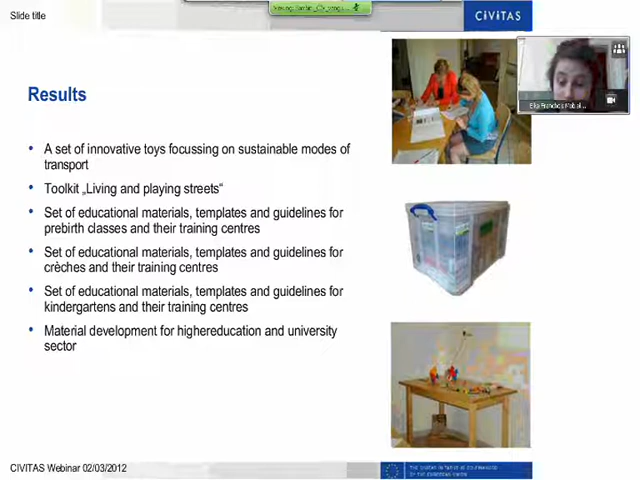 Slide title
CIVITAS
Results
• A set of innovative toys focussing on sustainable modes of
transport
• Toolkit „Living and playing streets“
• Set of educational materials, templates and guidelines for
prebirth classes and their training centres
• Set of educational materials, templates and guidelines for
crèches and their training centres
• Set of educational materials, templates and guidelines for
kindergartens and their training centres
• Material development for highereducation and university
sector
CIVITAS Webinar 02/03/2012